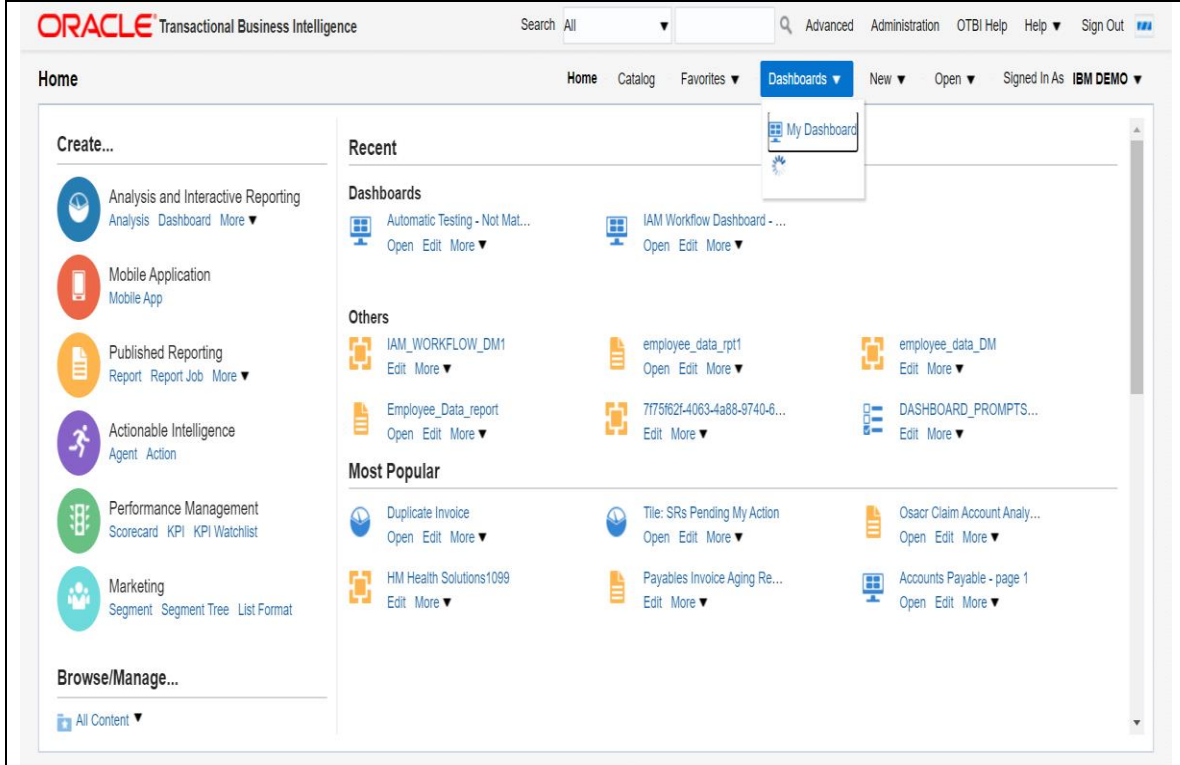 ORACLE Transactional Business Intelligence Search All ▼ Advanced Administration OTBI Help Help ▼ Sign Out
Home Home Catalog Favorites ▼ Dashboards ▼ New ▼ Open ▼ Signed In As IBM DEMO ▼
My Dashboard
Create...
Analysis and Interactive Reporting
Analysis Dashboard More ▼
Mobile Application
Mobile App
Published Reporting
Report Report Job More ▼
Actionable Intelligence
Agent Action
Performance Management
Scorecard KPI KPI Watchlist
Marketing
Segment Segment Tree List Format
Browse/Manage...
All Content ▼
Recent
Dashboards
Automatic Testing - Not Mat... IAM Workflow Dashboard - ...
Open Edit More ▼ Open Edit More ▼
Others
IAM_WORKFLOW_DM1 employee_data_rpt1 employee_data_DM
Edit More ▼ Open Edit More ▼ Edit More ▼
Employee_Data_report 7f75f62f-4063-4a88-9740-6... DASHBOARD_PROMPTS...
Open Edit More ▼ Edit More ▼ Edit More ▼
Most Popular
Duplicate Invoice Tile: SRs Pending My Action Osacr Claim Account Analy...
Open Edit More ▼ Open Edit More ▼ Open Edit More ▼
HM Health Solutions1099 Payables Invoice Aging Re... Accounts Payable - page 1
Edit More ▼ Edit More ▼ Open Edit More ▼